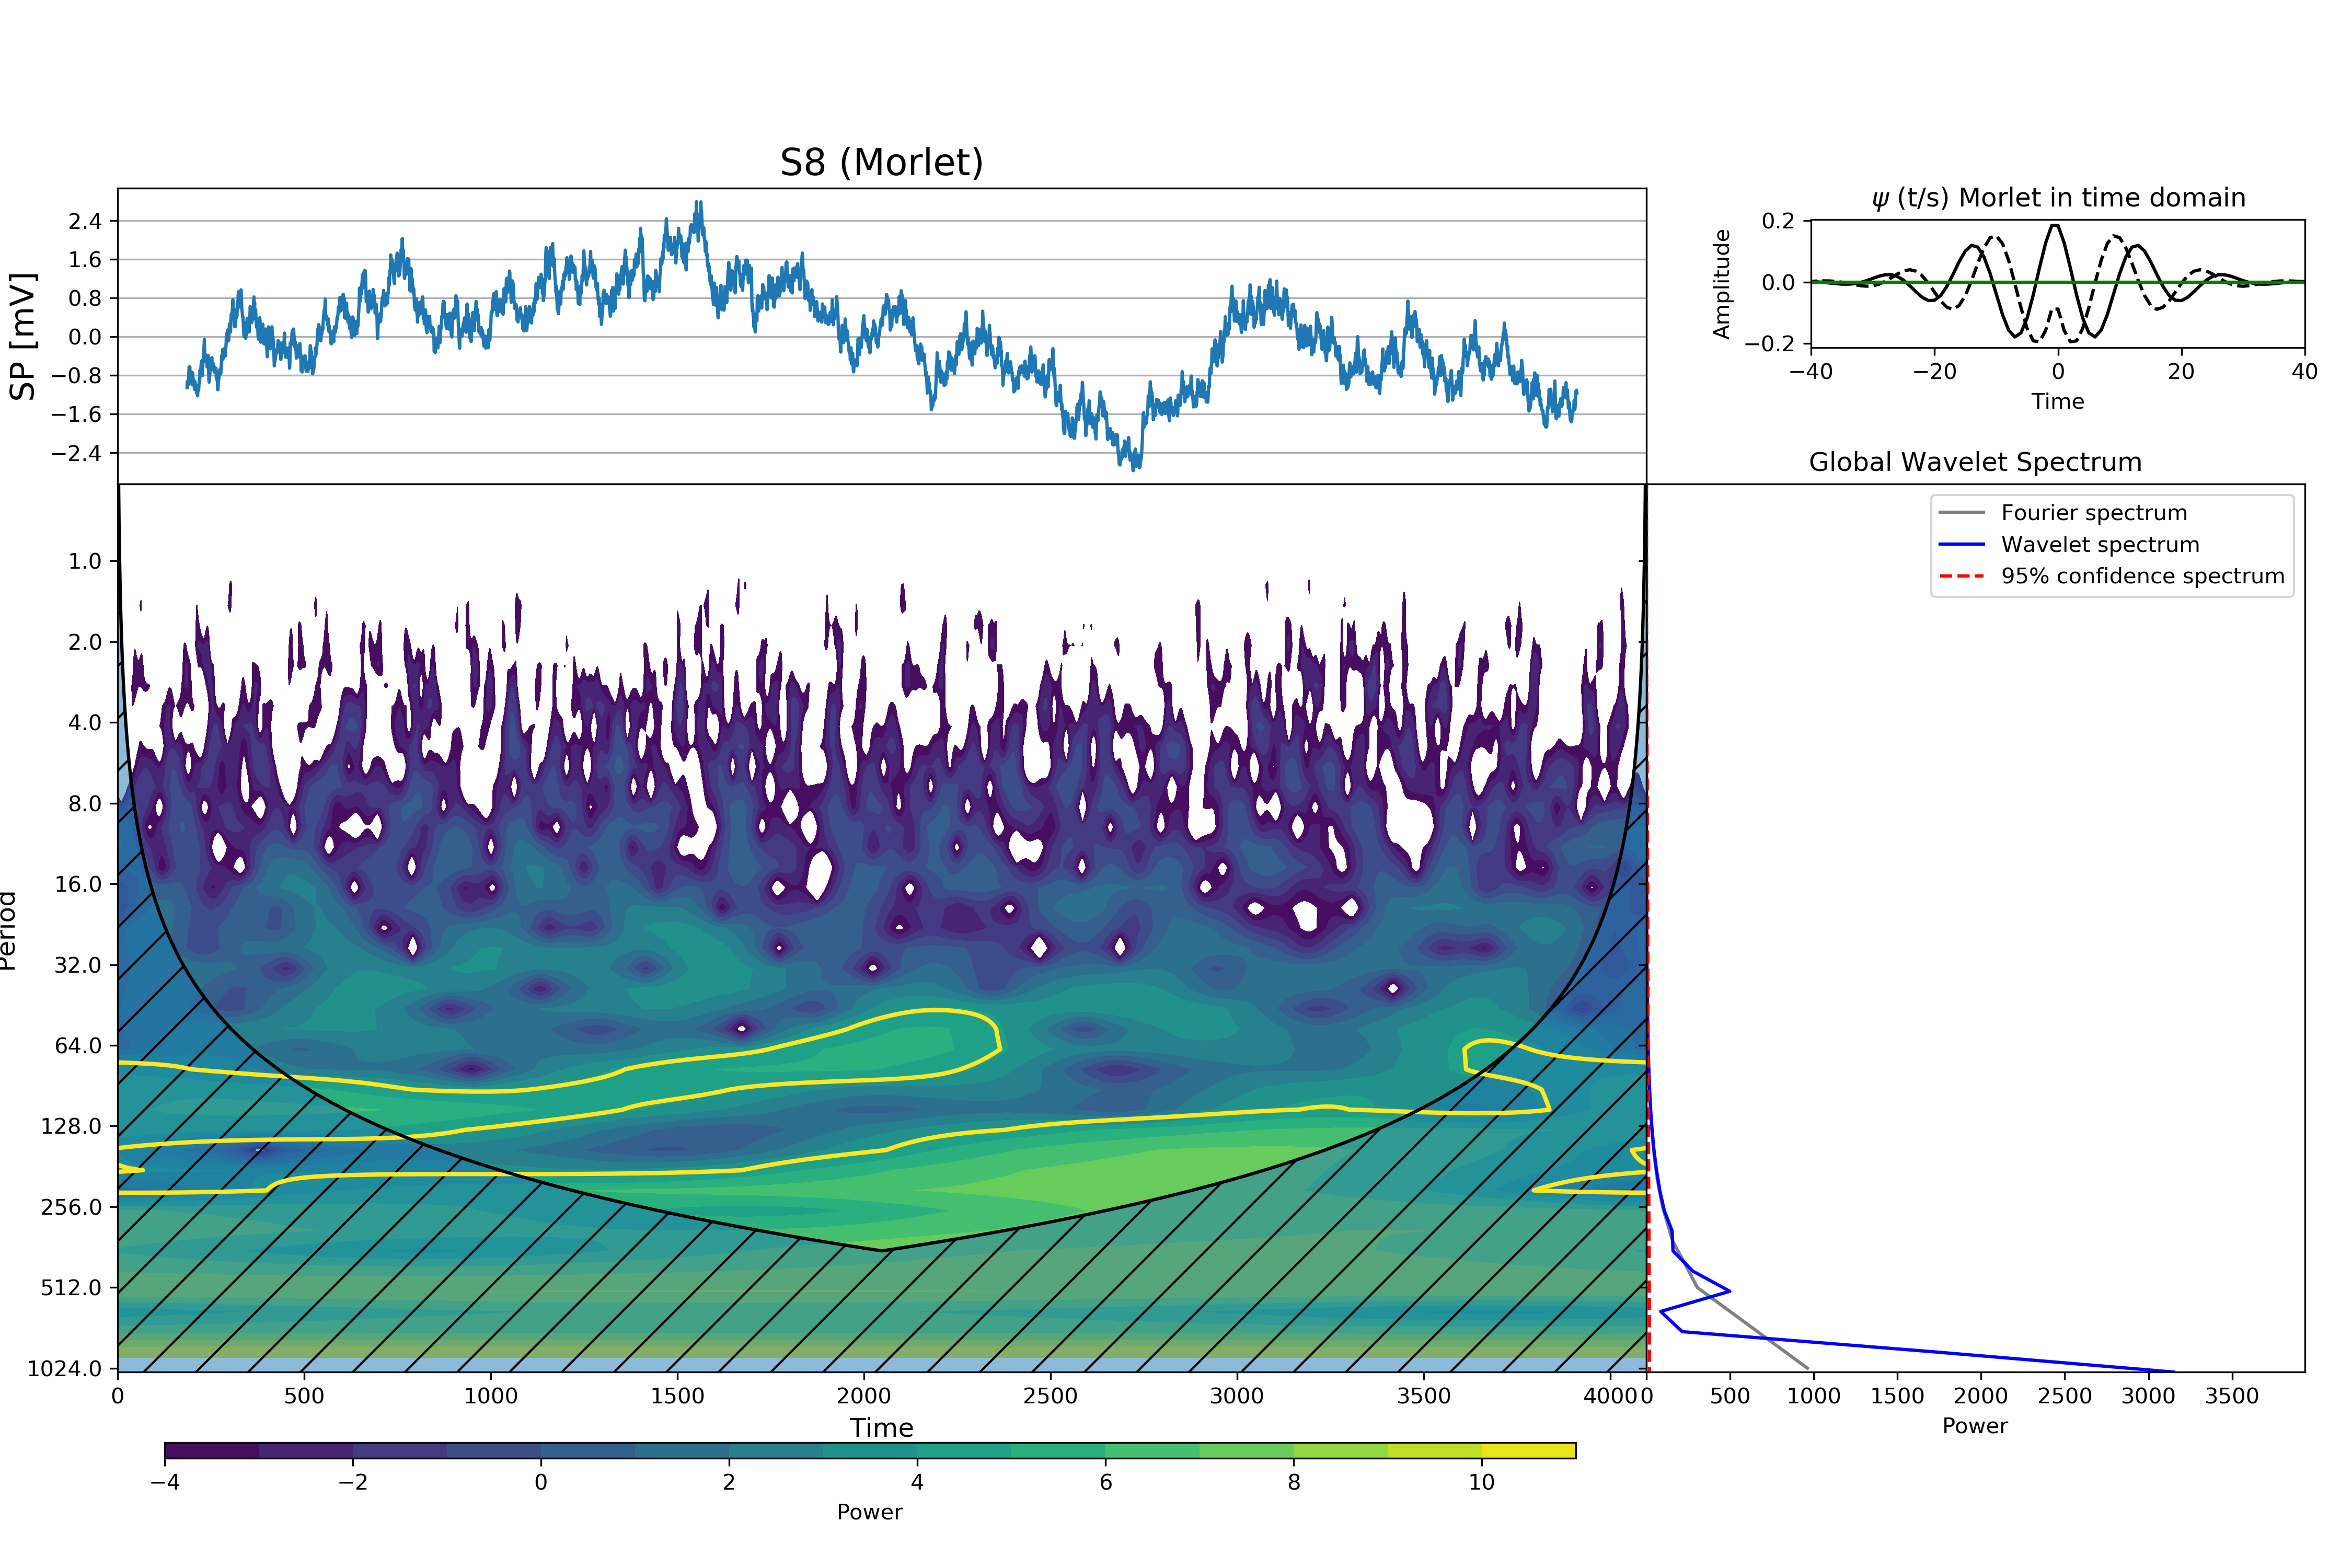 S8 (Morlet)
SP [mV]
2.4
1.6
0.8
0.0
−0.8
−1.6
−2.4
ψ (t/s) Morlet in time domain
Amplitude
0.2
0.0
−0.2
−40 −20 0 20 40
Time
Global Wavelet Spectrum
Fourier spectrum
Wavelet spectrum
95% confidence spectrum
Period
1.0
2.0
4.0
8.0
16.0
32.0
64.0
128.0
256.0
512.0
1024.0
0 500 1000 1500 2000 2500 3000 3500 4000
Time
0 500 1000 1500 2000 2500 3000 3500
Power
−4 −2 0 2 4 6 8 10
Power